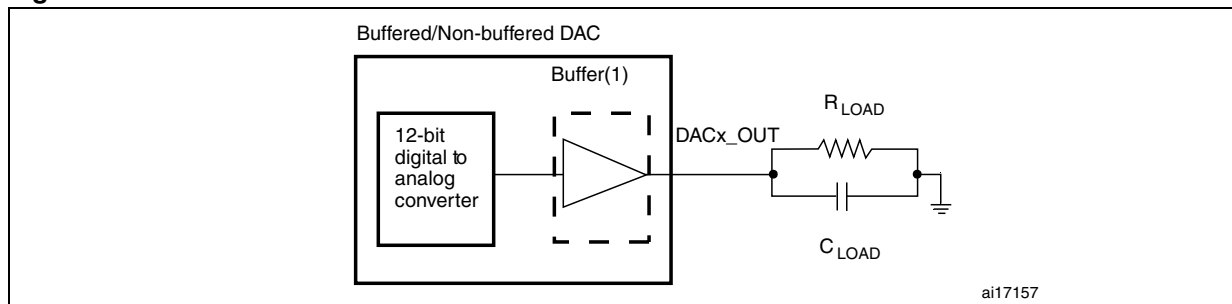 Buffered/Non-buffered DAC
Buffer(1)
12-bit
digital to
analog
converter
DACx_OUT
R LOAD
C LOAD
ai17157